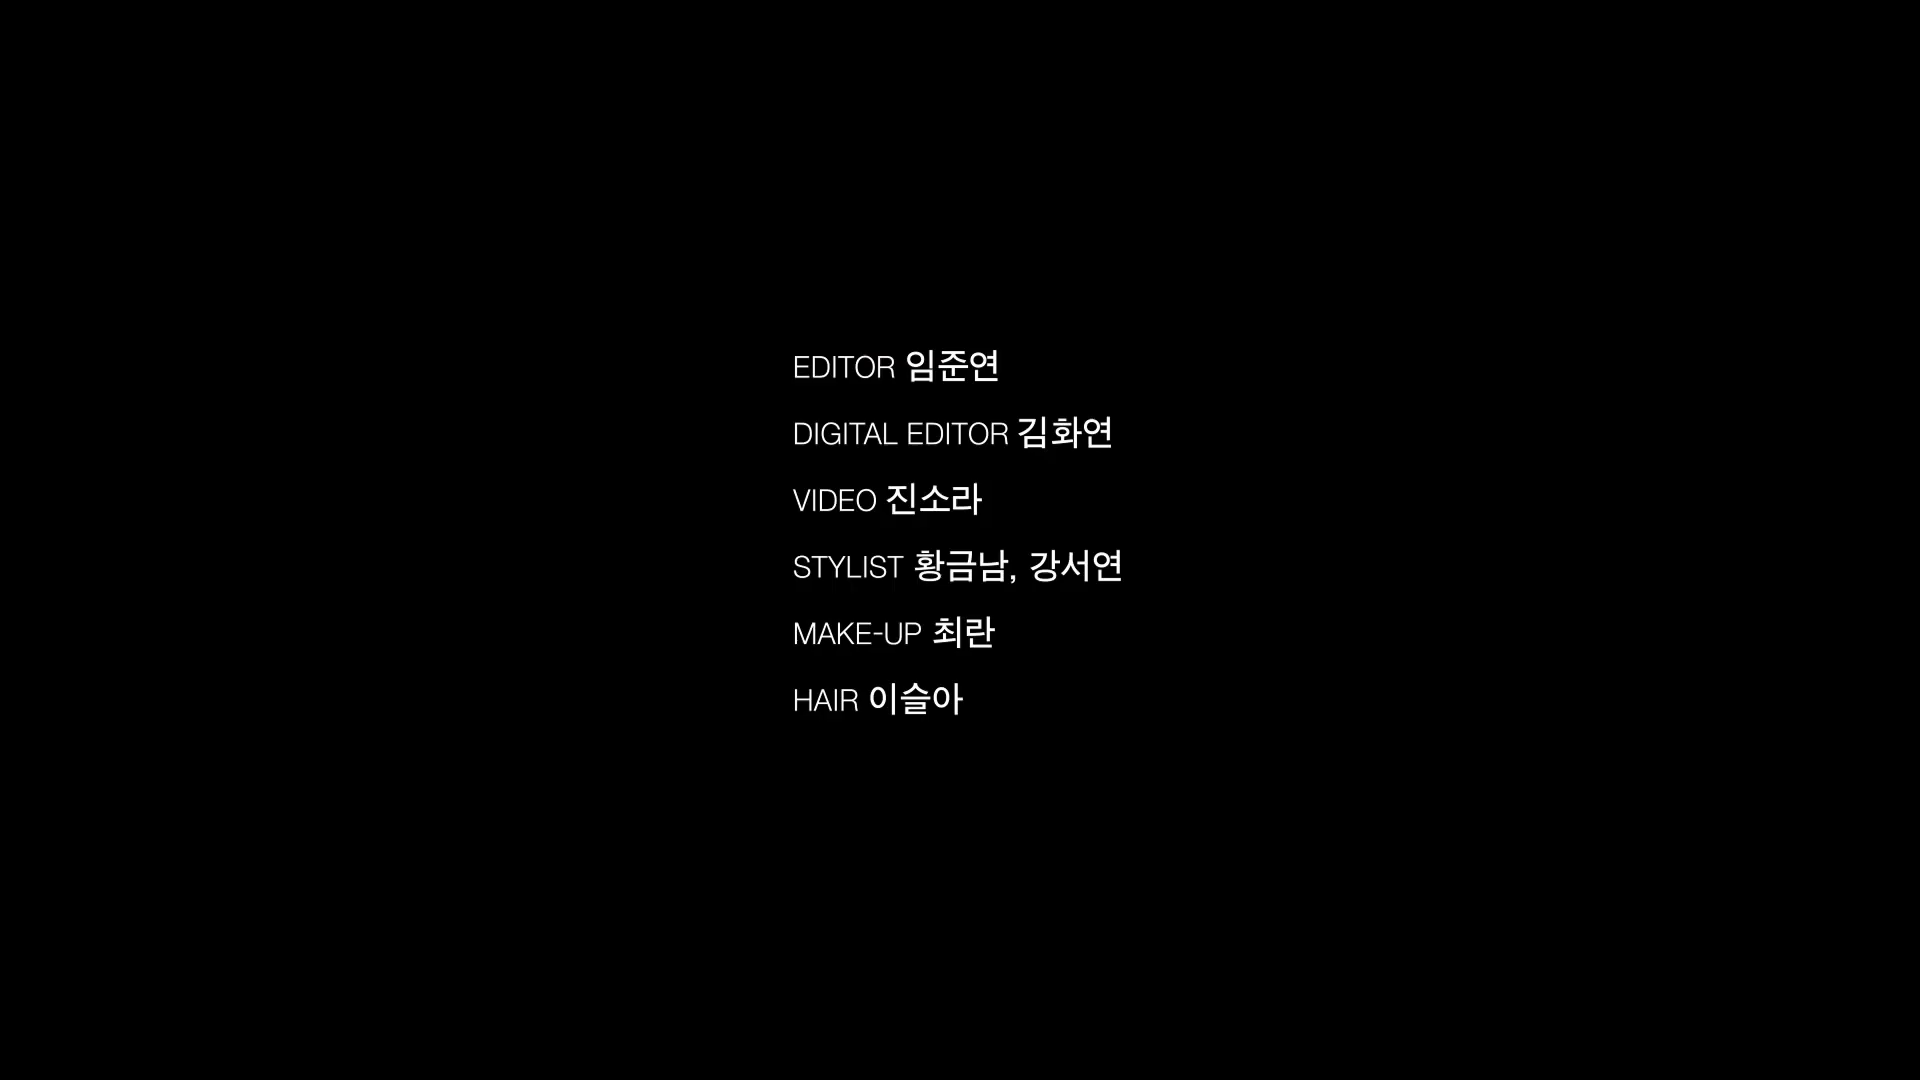 EDITOR 임준연
DIGITAL EDITOR 김화연
VIDEO 진소라
STYLIST 황금남, 강서연
MAKE-UP 최란
HAIR 이슬아